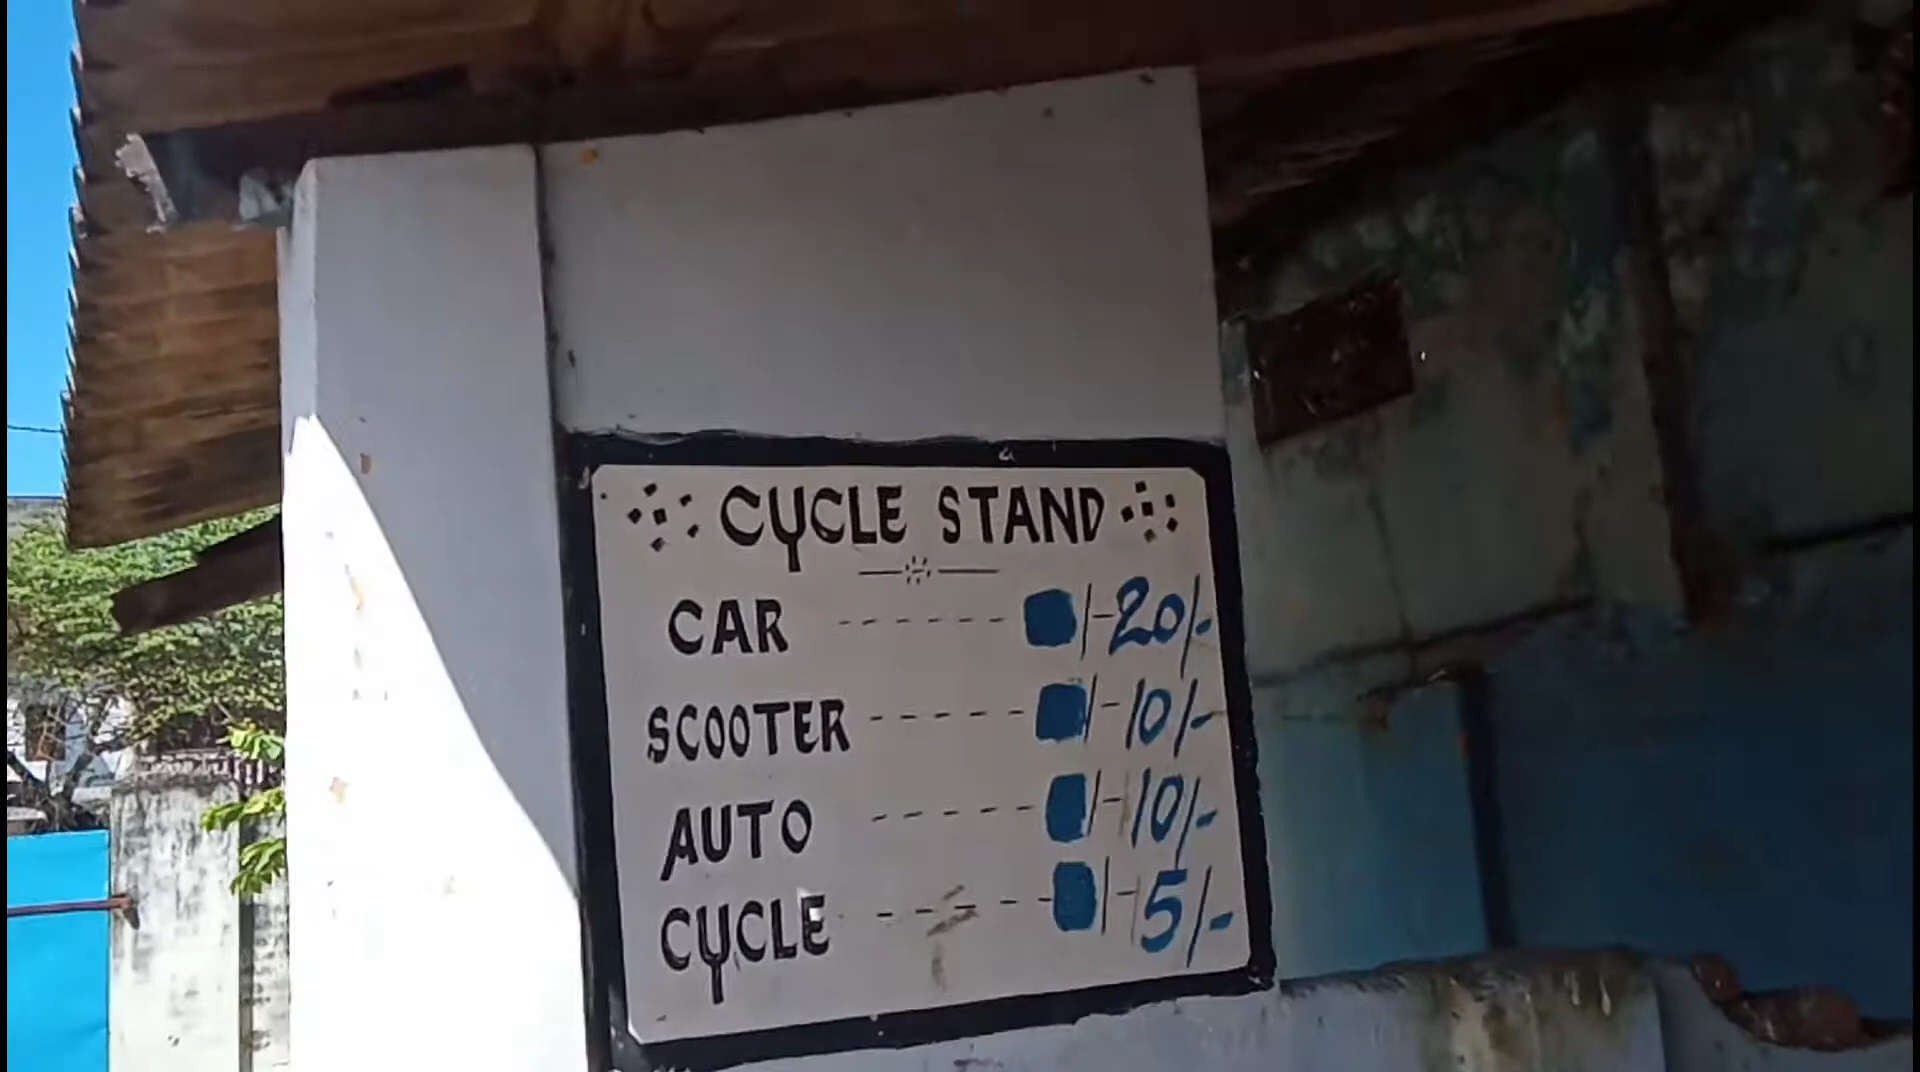 CYCLE STAND
CAR ------ /- 20/-
SCOOTER ------ /- 10/-
AUTO ------ /- 10/-
CYCLE ------ /- 5/-